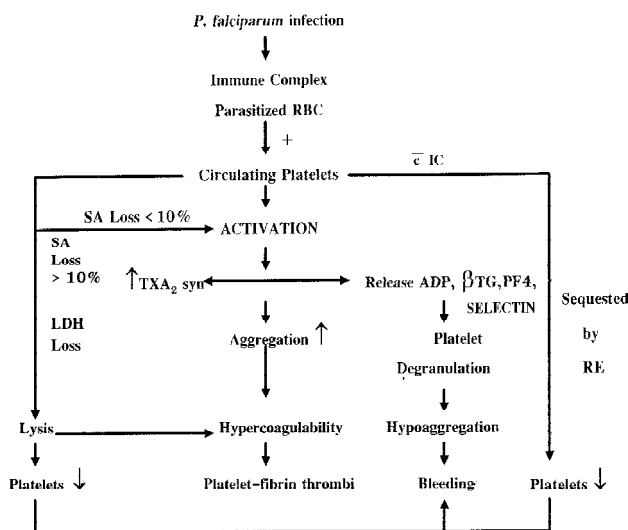 P. falciparum infection
Immune Complex
Parasitized RBC
+
c̅ IC
Circulating Platelets
SA Loss < 10%
ACTIVATION
SA
Loss
> 10%
↑TXA₂ syn
Release ADP, βTG,PF4,
SELECTIN
Sequested
by
RE
LDH
Loss
Aggregation ↑
Platelet
Degranulation
Lysis
Hypercoagulability
Hypoaggregation
Platelets ↓
Platelet-fibrin thrombi
Bleeding
Platelets ↓